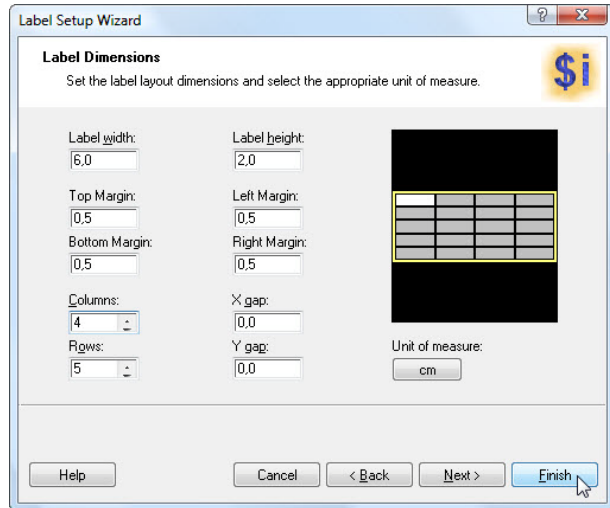 Label Setup Wizard
?
Label Dimensions
Set the label layout dimensions and select the appropriate unit of measure.
$i
Label width: Label height:
6,0 2,0
Top Margin: Left Margin:
0,5 0,5
Bottom Margin: Right Margin:
0,5 0,5
Columns: X gap:
4 0,0
Rows: Y gap: Unit of measure:
5 0,0 cm
Help Cancel < Back Next > Finish